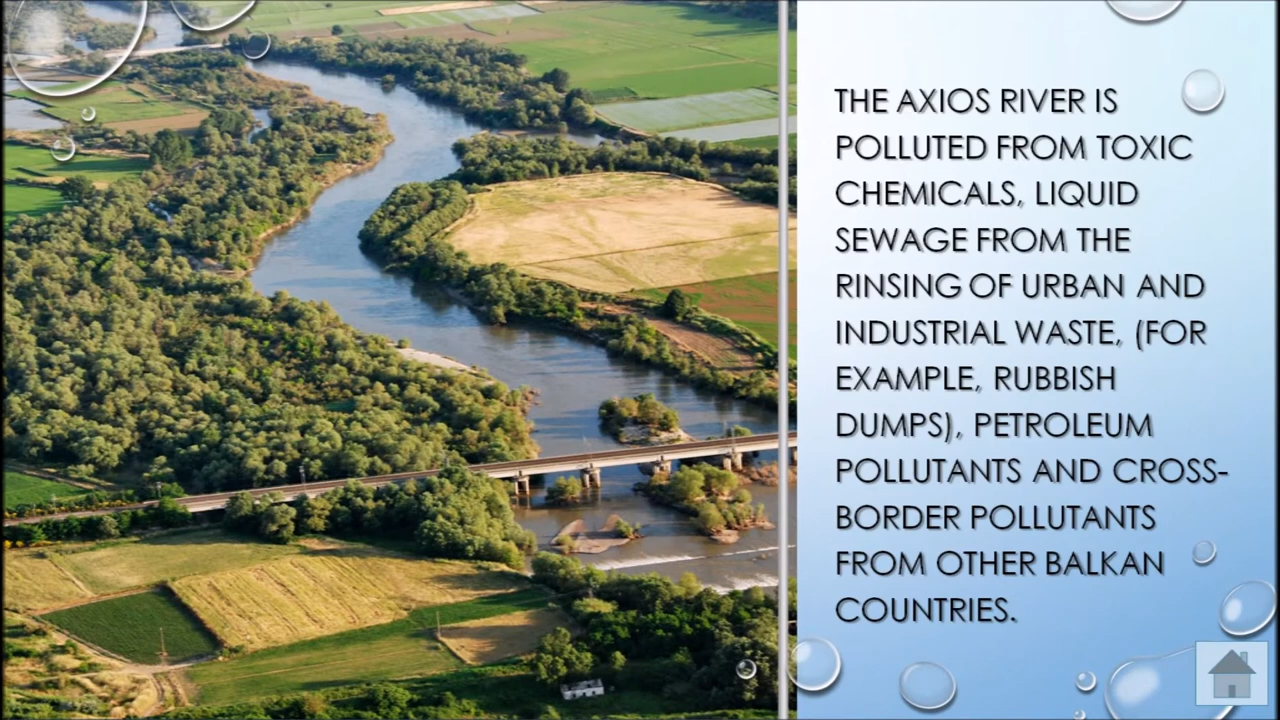 THE AXIOS RIVER IS
POLLUTED FROM TOXIC
CHEMICALS, LIQUID
SEWAGE FROM THE
RINSING OF URBAN AND
INDUSTRIAL WASTE, (FOR
EXAMPLE, RUBBISH
DUMPS), PETROLEUM
POLLUTANTS AND CROSS-
BORDER POLLUTANTS
FROM OTHER BALKAN
COUNTRIES.